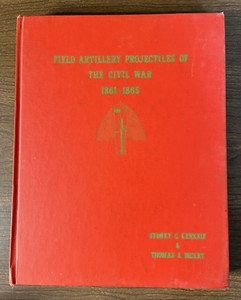 FIELD ARTILLERY PROJECTILES OF
THE CIVIL WAR
1861-1865
SYDNEY C KERKSIS
&
THOMAS S DICKEY